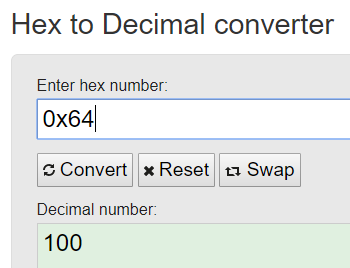 Hex to Decimal converter
Enter hex number:
0x64
Convert Reset Swap
Decimal number:
100